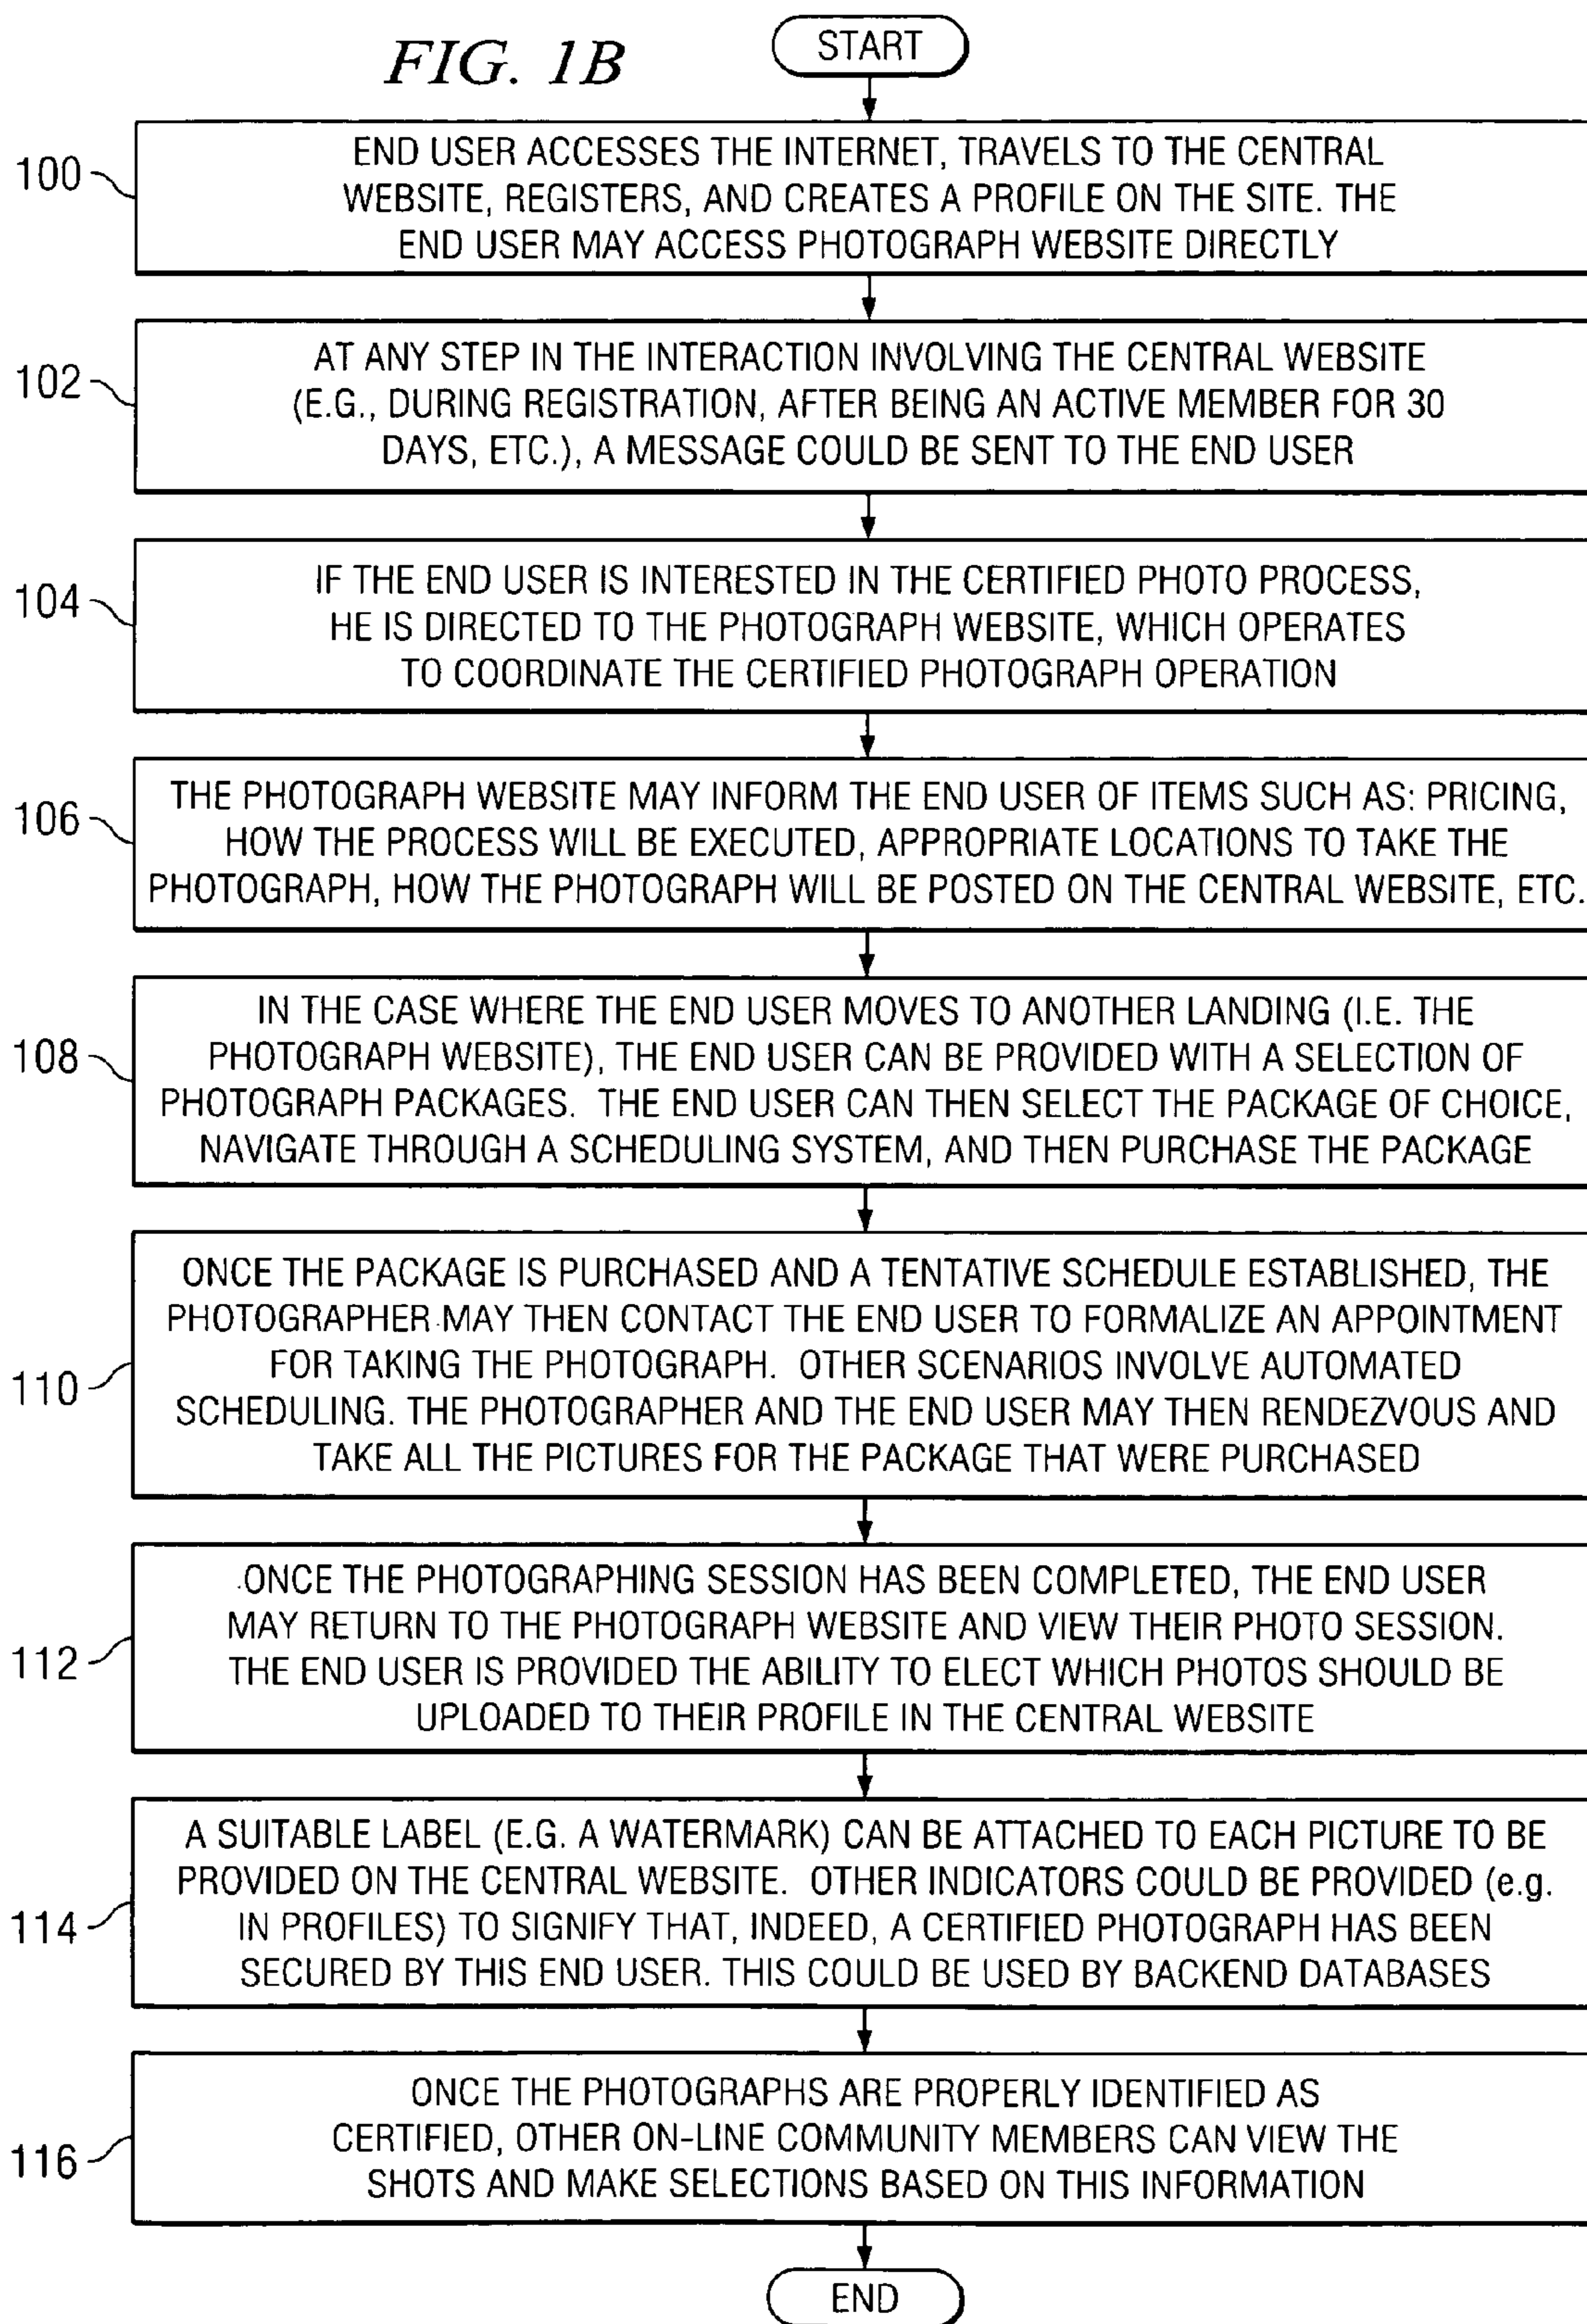 FIG. 1B
START
100
END USER ACCESSES THE INTERNET, TRAVELS TO THE CENTRAL
WEBSITE, REGISTERS, AND CREATES A PROFILE ON THE SITE. THE
END USER MAY ACCESS PHOTOGRAPH WEBSITE DIRECTLY
102
AT ANY STEP IN THE INTERACTION INVOLVING THE CENTRAL WEBSITE
(E.G., DURING REGISTRATION, AFTER BEING AN ACTIVE MEMBER FOR 30
DAYS, ETC.), A MESSAGE COULD BE SENT TO THE END USER
104
IF THE END USER IS INTERESTED IN THE CERTIFIED PHOTO PROCESS,
HE IS DIRECTED TO THE PHOTOGRAPH WEBSITE, WHICH OPERATES
TO COORDINATE THE CERTIFIED PHOTOGRAPH OPERATION
106
THE PHOTOGRAPH WEBSITE MAY INFORM THE END USER OF ITEMS SUCH AS: PRICING,
HOW THE PROCESS WILL BE EXECUTED, APPROPRIATE LOCATIONS TO TAKE THE
PHOTOGRAPH, HOW THE PHOTOGRAPH WILL BE POSTED ON THE CENTRAL WEBSITE, ETC.
108
IN THE CASE WHERE THE END USER MOVES TO ANOTHER LANDING (I.E. THE
PHOTOGRAPH WEBSITE), THE END USER CAN BE PROVIDED WITH A SELECTION OF
PHOTOGRAPH PACKAGES. THE END USER CAN THEN SELECT THE PACKAGE OF CHOICE,
NAVIGATE THROUGH A SCHEDULING SYSTEM, AND THEN PURCHASE THE PACKAGE
110
ONCE THE PACKAGE IS PURCHASED AND A TENTATIVE SCHEDULE ESTABLISHED, THE
PHOTOGRAPHER MAY THEN CONTACT THE END USER TO FORMALIZE AN APPOINTMENT
FOR TAKING THE PHOTOGRAPH. OTHER SCENARIOS INVOLVE AUTOMATED
SCHEDULING. THE PHOTOGRAPHER AND THE END USER MAY THEN RENDEZVOUS AND
TAKE ALL THE PICTURES FOR THE PACKAGE THAT WERE PURCHASED
112
ONCE THE PHOTOGRAPHING SESSION HAS BEEN COMPLETED, THE END USER
MAY RETURN TO THE PHOTOGRAPH WEBSITE AND VIEW THEIR PHOTO SESSION.
THE END USER IS PROVIDED THE ABILITY TO ELECT WHICH PHOTOS SHOULD BE
UPLOADED TO THEIR PROFILE IN THE CENTRAL WEBSITE
114
A SUITABLE LABEL (E.G. A WATERMARK) CAN BE ATTACHED TO EACH PICTURE TO BE
PROVIDED ON THE CENTRAL WEBSITE. OTHER INDICATORS COULD BE PROVIDED (e.g.
IN PROFILES) TO SIGNIFY THAT, INDEED, A CERTIFIED PHOTOGRAPH HAS BEEN
SECURED BY THIS END USER. THIS COULD BE USED BY BACKEND DATABASES
116
ONCE THE PHOTOGRAPHS ARE PROPERLY IDENTIFIED AS
CERTIFIED, OTHER ON-LINE COMMUNITY MEMBERS CAN VIEW THE
SHOTS AND MAKE SELECTIONS BASED ON THIS INFORMATION
END